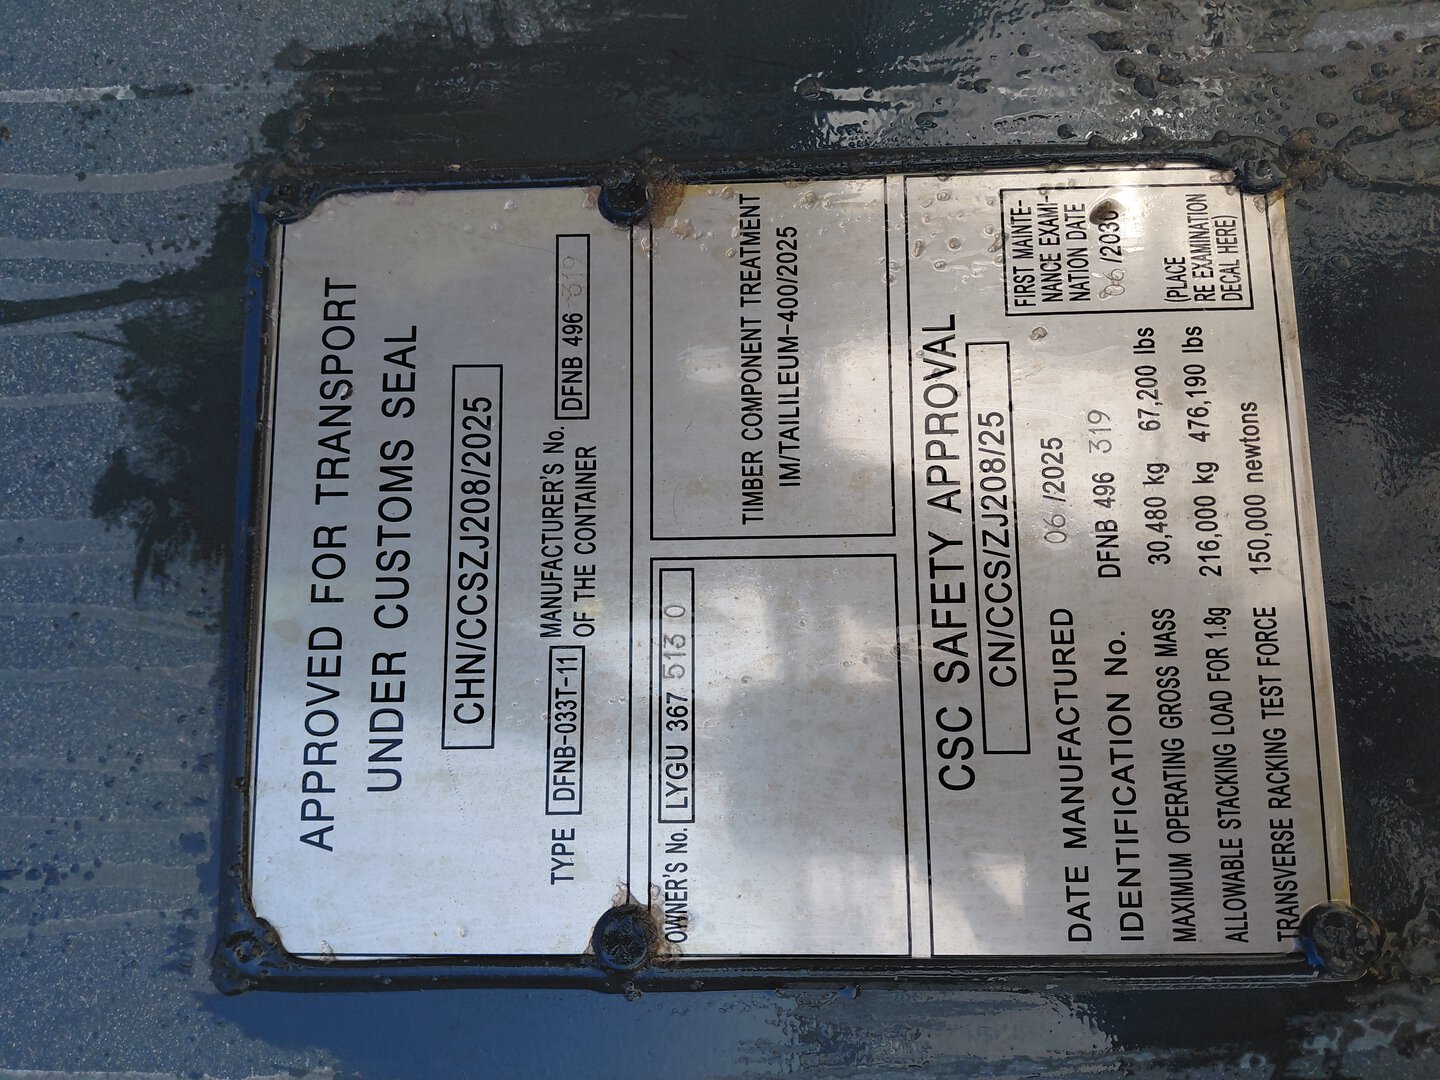 APPROVED FOR TRANSPORT
UNDER CUSTOMS SEAL
CHN/CCSZJ208/2025
TYPE DFNB-033T-11 MANUFACTURER'S No.
OF THE CONTAINER DFNB 496 319
OWNER'S No. LYGU 367 513 0
TIMBER COMPONENT TREATMENT
IM/TAILILEUM-400/2025
CSC SAFETY APPROVAL
CN/CCS/ZJ208/25
DATE MANUFACTURED 06 /2025
IDENTIFICATION No. DFNB 496 319
MAXIMUM OPERATING GROSS MASS 30,480 kg 67,200 lbs
ALLOWABLE STACKING LOAD FOR 1.8g 216,000 kg 476,190 lbs
TRANSVERSE RACKING TEST FORCE 150,000 newtons
FIRST MAINTE-
NANCE EXAMI-
NATION DATE
06 /2030
(PLACE
RE EXAMINATION
DECAL HERE)